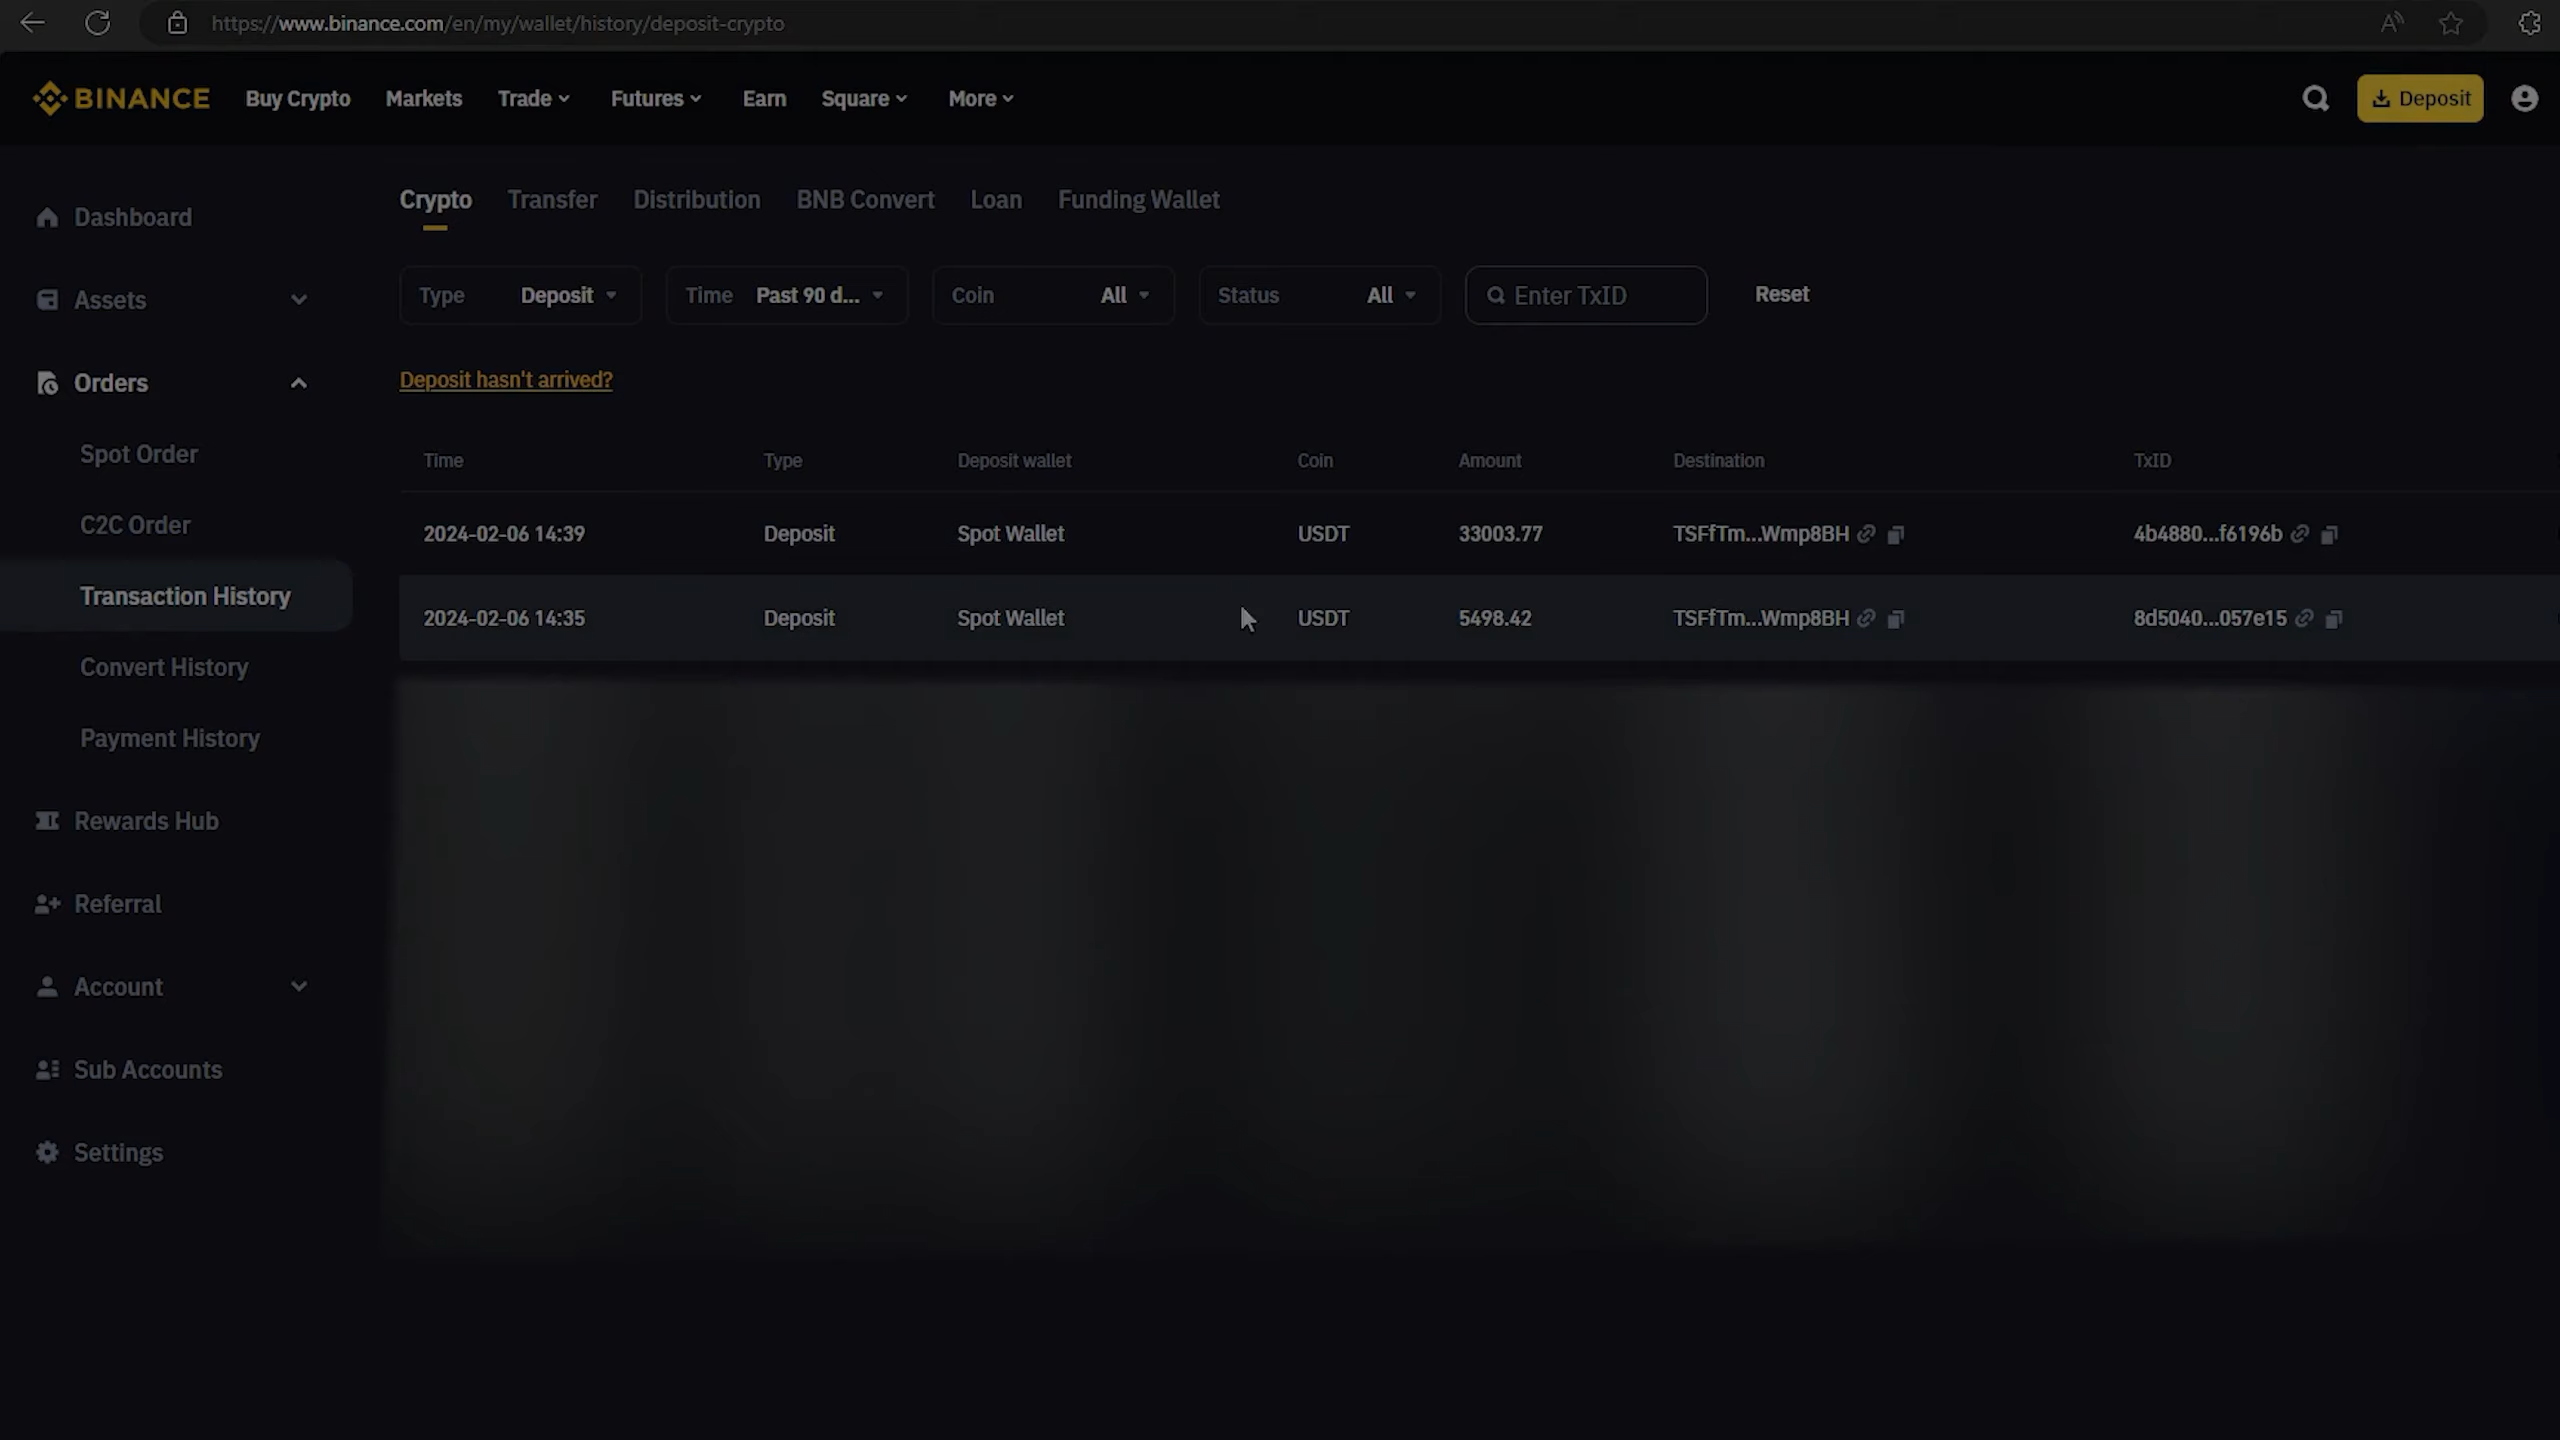 https://www.binance.com/en/my/wallet/history/deposit-crypto
BINANCE Buy Crypto Markets Trade Futures Earn Square More Deposit
Crypto Transfer Distribution BNB Convert Loan Funding Wallet
Dashboard
Assets
Orders
Spot Order
C2C Order
Transaction History
Convert History
Payment History
Rewards Hub
Referral
Account
Sub Accounts
Settings
Type Deposit Time Past 90 d... Coin All Status All Enter TxID Reset
Deposit hasn't arrived?
Time Type Deposit wallet Coin Amount Destination TxID
2024-02-06 14:39 Deposit Spot Wallet USDT 33003.77 TSFfTm...Wmp8BH 4b4880...f6196b
2024-02-06 14:35 Deposit Spot Wallet USDT 5498.42 TSFfTm...Wmp8BH 8d5040...057e15